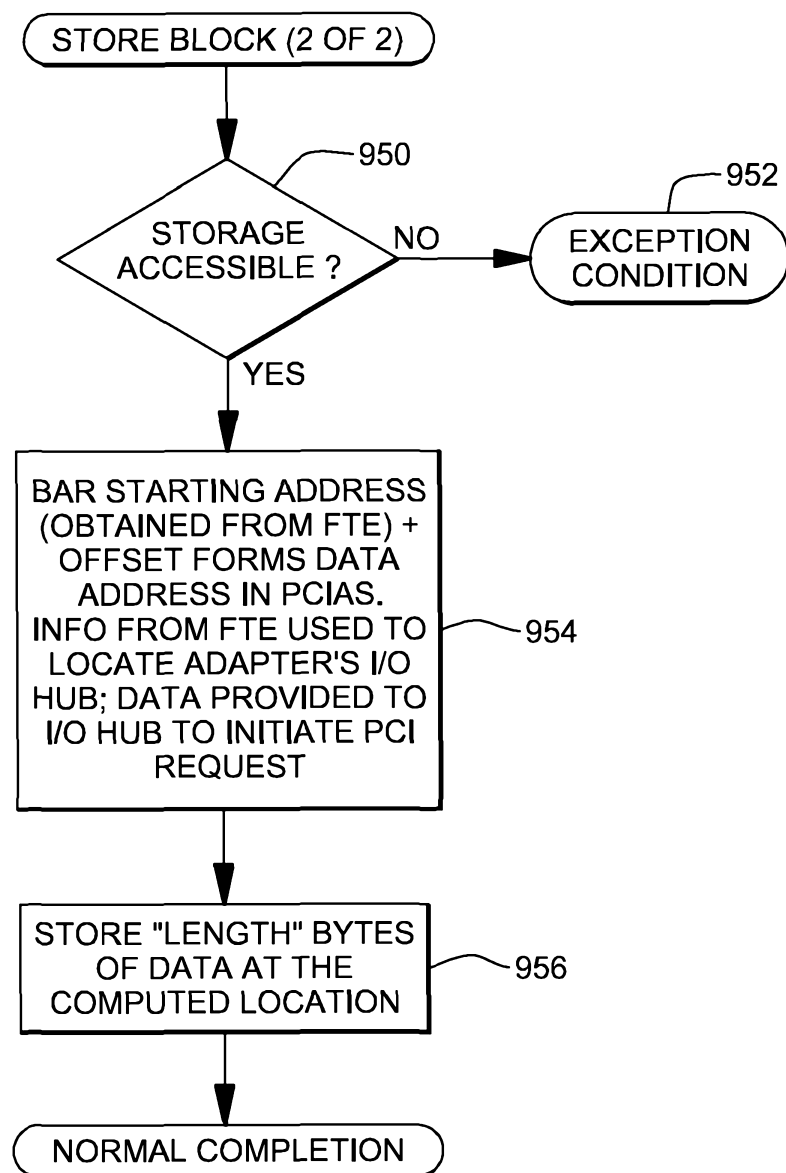 STORE BLOCK (2 OF 2)
950
STORAGE
ACCESSIBLE ?
NO
952
EXCEPTION
CONDITION
YES
BAR STARTING ADDRESS
(OBTAINED FROM FTE) +
OFFSET FORMS DATA
ADDRESS IN PCIAS.
INFO FROM FTE USED TO
LOCATE ADAPTER'S I/O
HUB; DATA PROVIDED TO
I/O HUB TO INITIATE PCI
REQUEST
954
STORE "LENGTH" BYTES
OF DATA AT THE
COMPUTED LOCATION
956
NORMAL COMPLETION